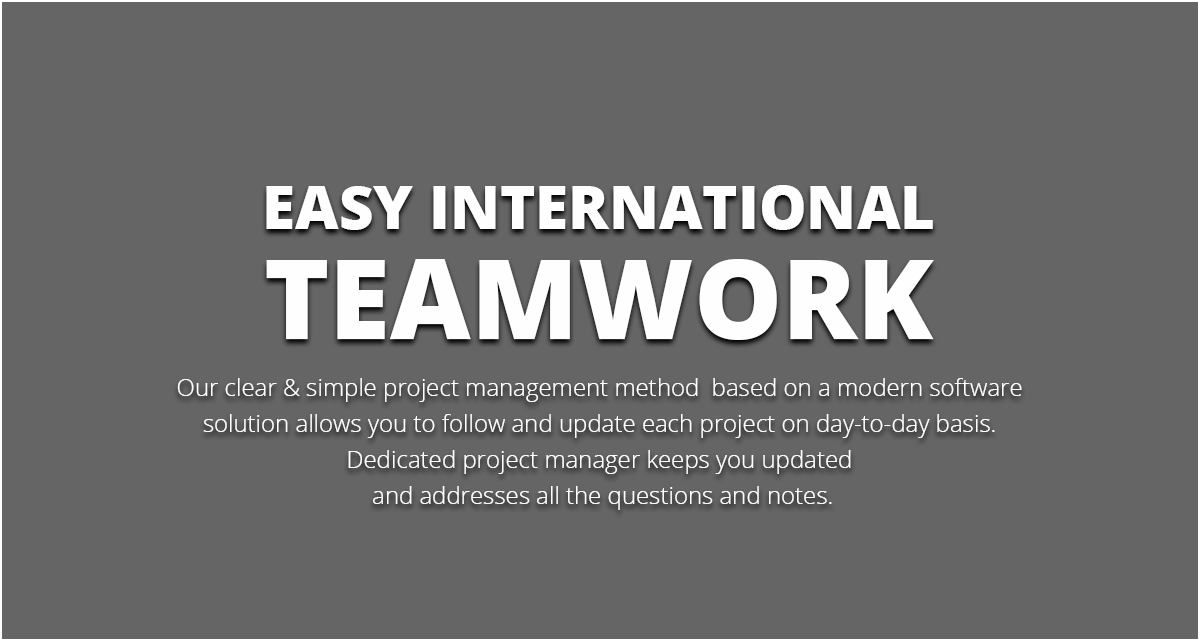 EASY INTERNATIONAL
TEAMWORK
Our clear & simple project management method  based on a modern software
solution allows you to follow and update each project on day-to-day basis.
Dedicated project manager keeps you updated
and addresses all the questions and notes.